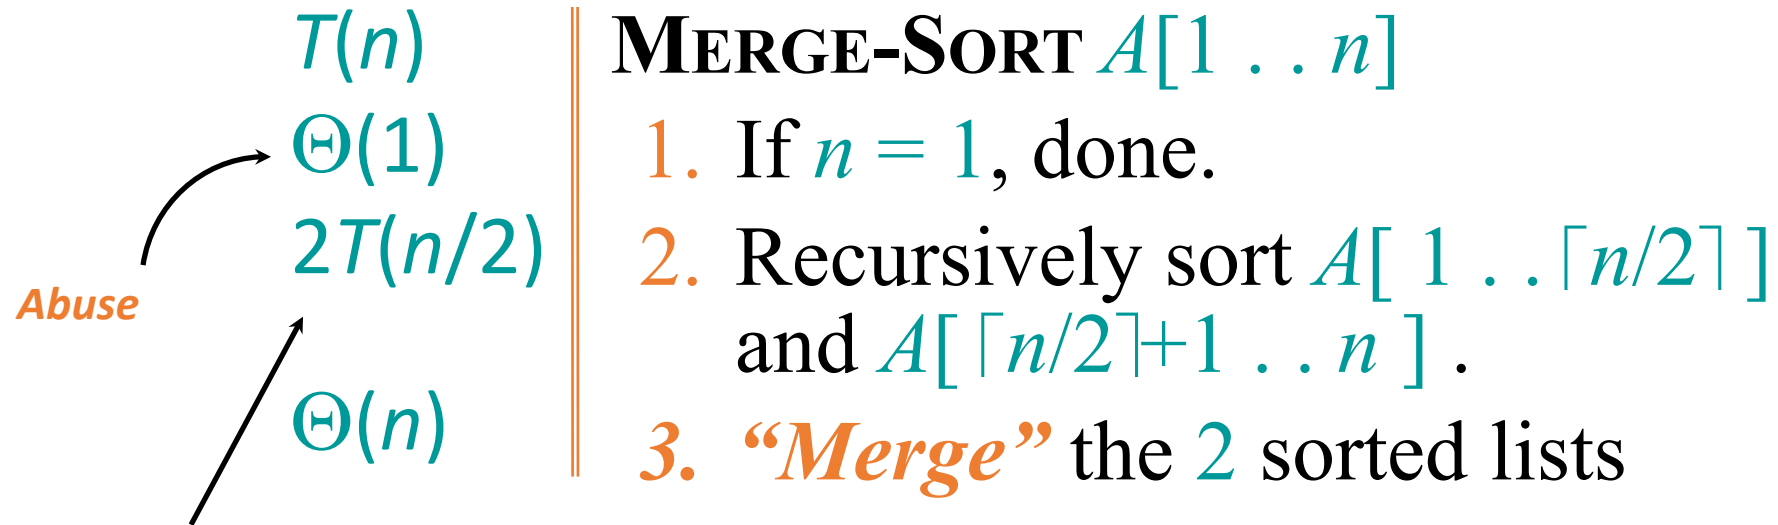 T(n)
Θ(1)
2T(n/2)
Abuse
Θ(n)
MERGE-SORT A[1 . . n]
1. If n = 1, done.
2. Recursively sort A[ 1 . . ⌈n/2⌉ ]
and A[ ⌈n/2⌉+1 . . n ] .
3. “Merge” the 2 sorted lists